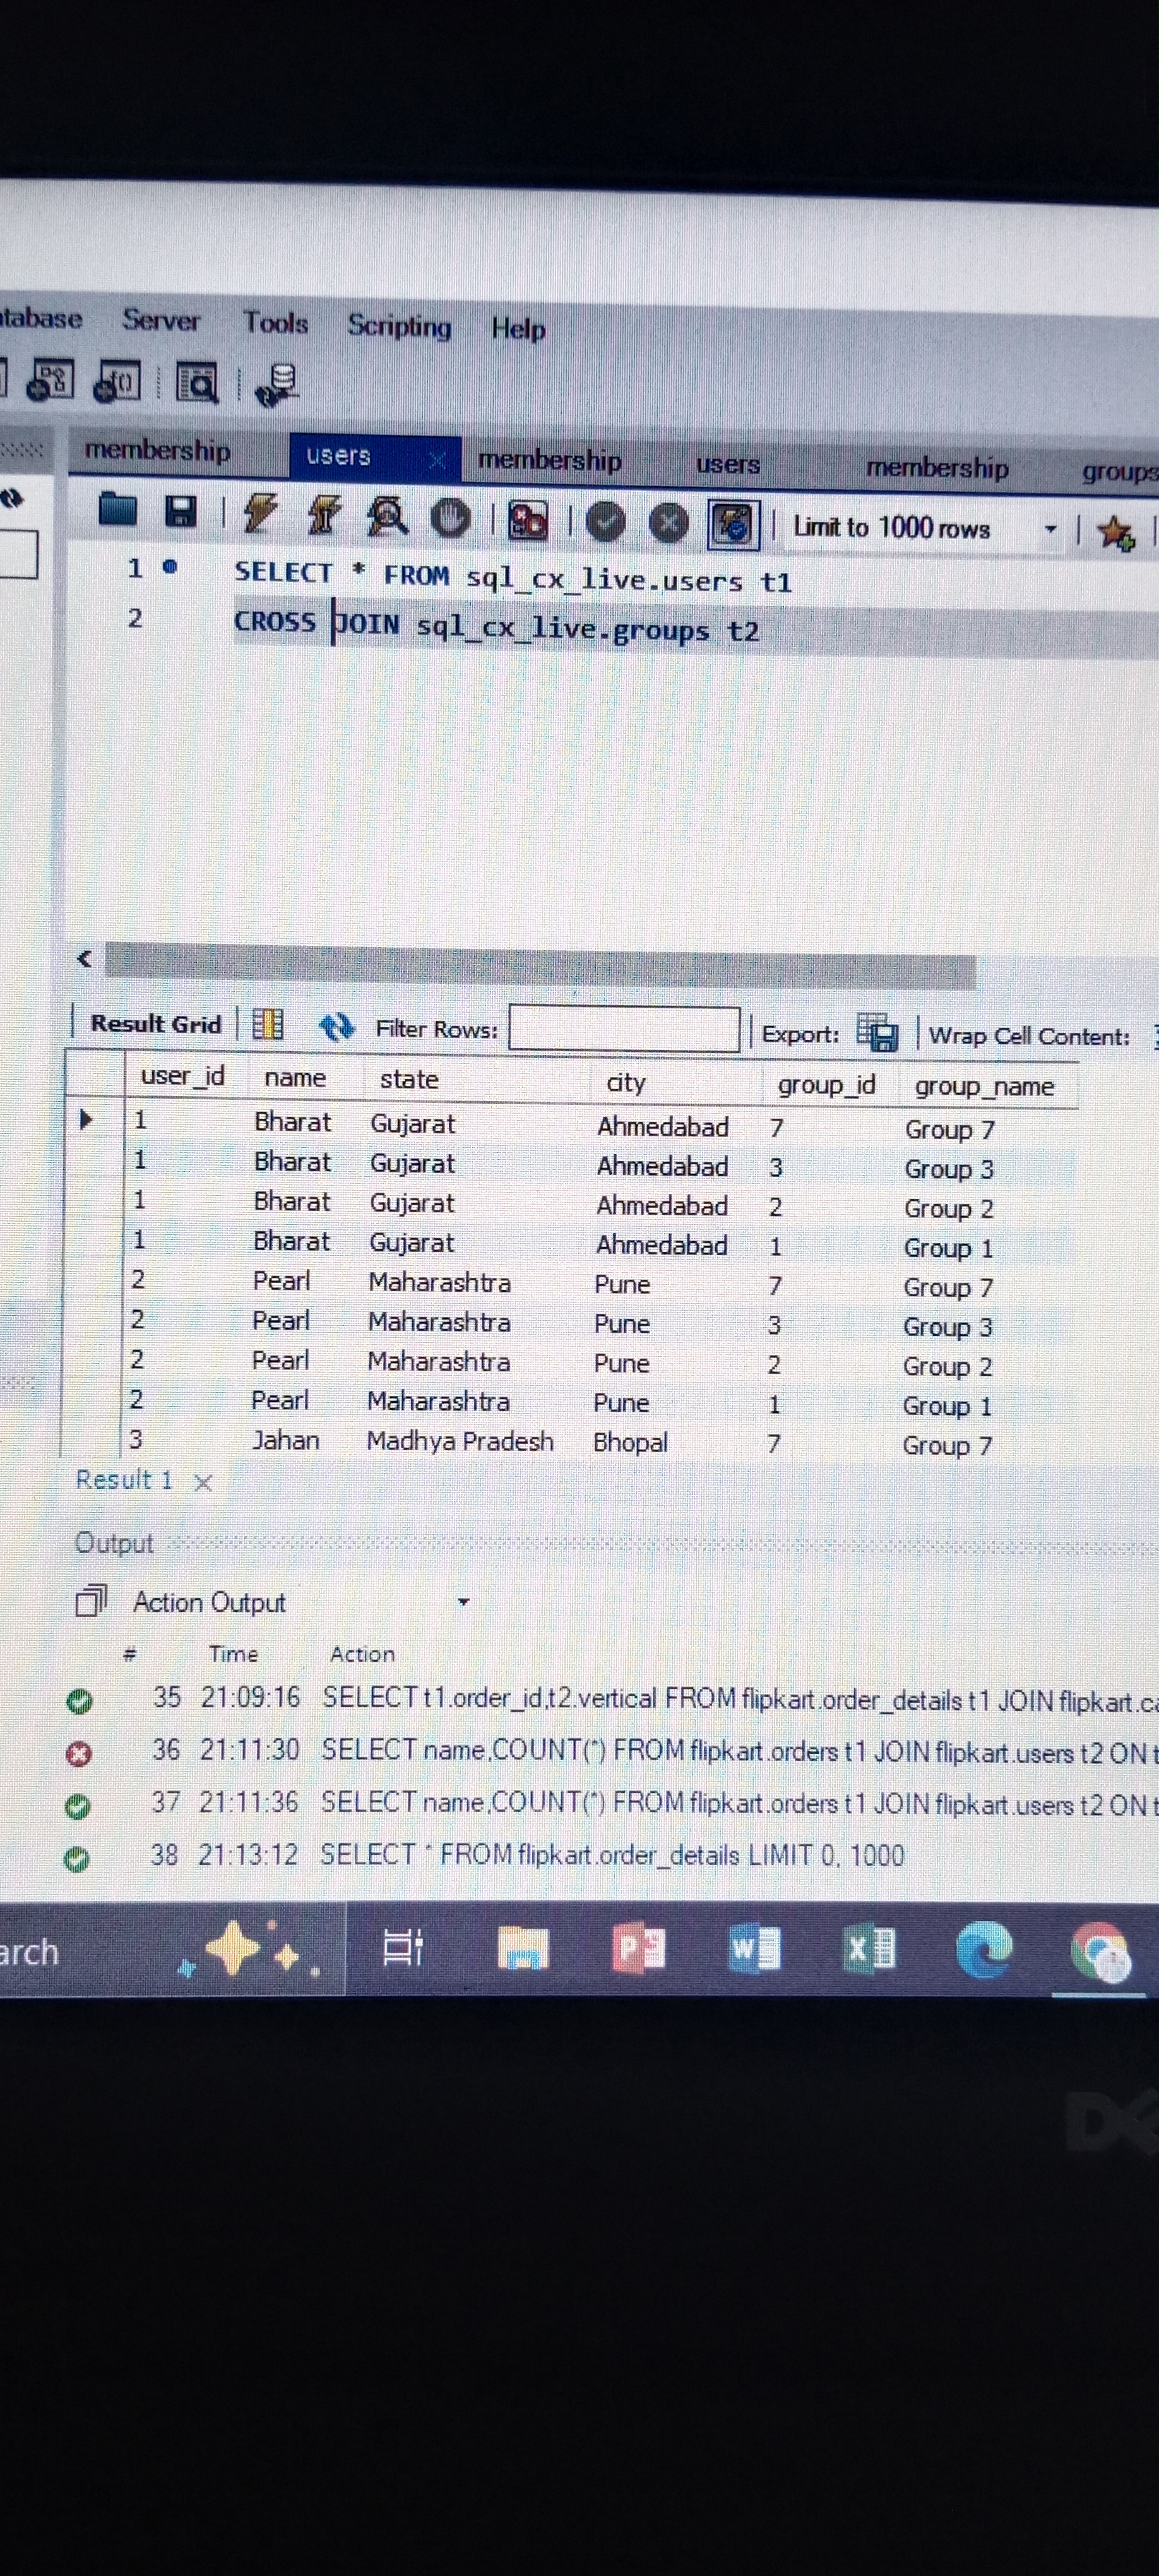 Server Tools Scripting Help
membership users membership users membership groups
Limit to 1000 rows
1 SELECT * FROM sql_cx_live.users t1
2 CROSS JOIN sql_cx_live.groups t2
Result Grid Filter Rows: Export: Wrap Cell Content:
user_id name state city group_id group_name
1 Bharat Gujarat Ahmedabad 7 Group 7
1 Bharat Gujarat Ahmedabad 3 Group 3
1 Bharat Gujarat Ahmedabad 2 Group 2
1 Bharat Gujarat Ahmedabad 1 Group 1
2 Pearl Maharashtra Pune 7 Group 7
2 Pearl Maharashtra Pune 3 Group 3
2 Pearl Maharashtra Pune 2 Group 2
2 Pearl Maharashtra Pune 1 Group 1
3 Jahan Madhya Pradesh Bhopal 7 Group 7
Result 1
Output
Action Output
# Time Action
35 21:09:16 SELECT t1.order_id,t2.vertical FROM flipkart.order_details t1 JOIN flipkart.ca
36 21:11:30 SELECT name,COUNT(*) FROM flipkart.orders t1 JOIN flipkart.users t2 ON t
37 21:11:36 SELECT name,COUNT(*) FROM flipkart.orders t1 JOIN flipkart.users t2 ON t
38 21:13:12 SELECT * FROM flipkart.order_details LIMIT 0, 1000